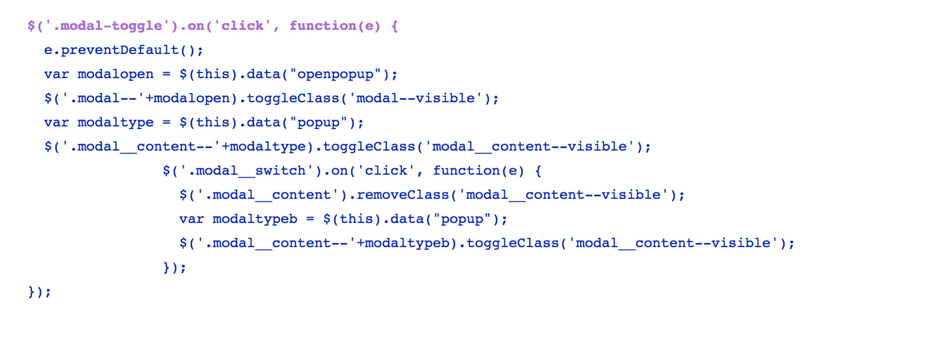 $('.modal-toggle').on('click', function(e) {
e.preventDefault();
var modalopen = $(this).data("openpopup");
$('.modal--'+modalopen).toggleClass('modal--visible');
var modaltype = $(this).data("popup");
$('.modal__content--'+modaltype).toggleClass('modal__content--visible');
$('.modal__switch').on('click', function(e) {
$('.modal__content').removeClass('modal__content--visible');
var modaltypeb = $(this).data("popup");
$('.modal__content--'+modaltypeb).toggleClass('modal__content--visible');
});
});